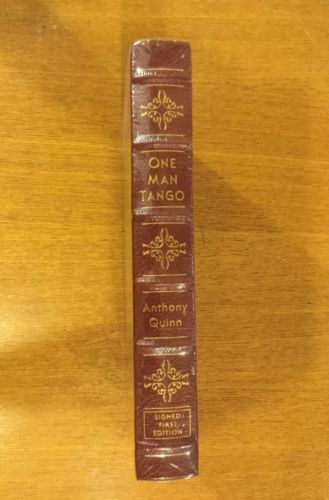 ONE
MAN
TANGO
Anthony
Quinn
SIGNED
FIRST
EDITION